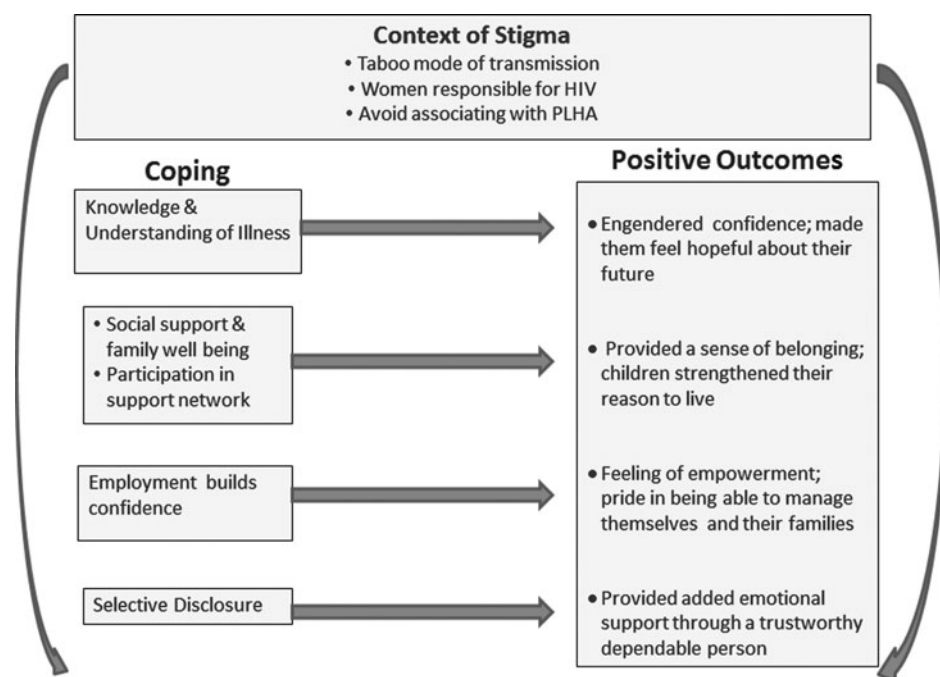 Context of Stigma
• Taboo mode of transmission
• Women responsible for HIV
• Avoid associating with PLHA
Coping
Positive Outcomes
Knowledge &
Understanding of Illness
• Engendered confidence; made
them feel hopeful about their
future
• Social support &
family well being
• Participation in
support network
• Provided a sense of belonging;
children strengthened their
reason to live
Employment builds
confidence
• Feeling of empowerment;
pride in being able to manage
themselves and their families
Selective Disclosure
• Provided added emotional
support through a trustworthy
dependable person